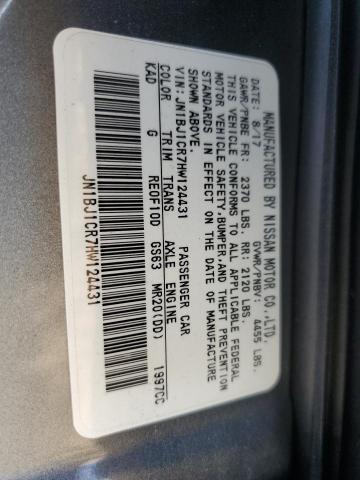 MANUFACTURED BY NISSAN MOTOR CO.,LTD.
8/17 GVWR/PNBV: 4455 LBS.
GAWR/PNBE FR: 2370 LBS. RR: 2120 LBS.
THIS VEHICLE CONFORMS TO ALL APPLICABLE FEDERAL
MOTOR VEHICLE SAFETY,BUMPER,AND THEFT PREVENTION
STANDARDS IN EFFECT ON THE DATE OF MANUFACTURE
SHOWN ABOVE.
VIN:JN1BJ1CR7HW124431 PASSENGER CAR
COLOR TRIM TRANS AXLE ENGINE
KAD G RE0F10D GS63 MR20(DD) 1997CC
JN1BJ1CR7HW124431